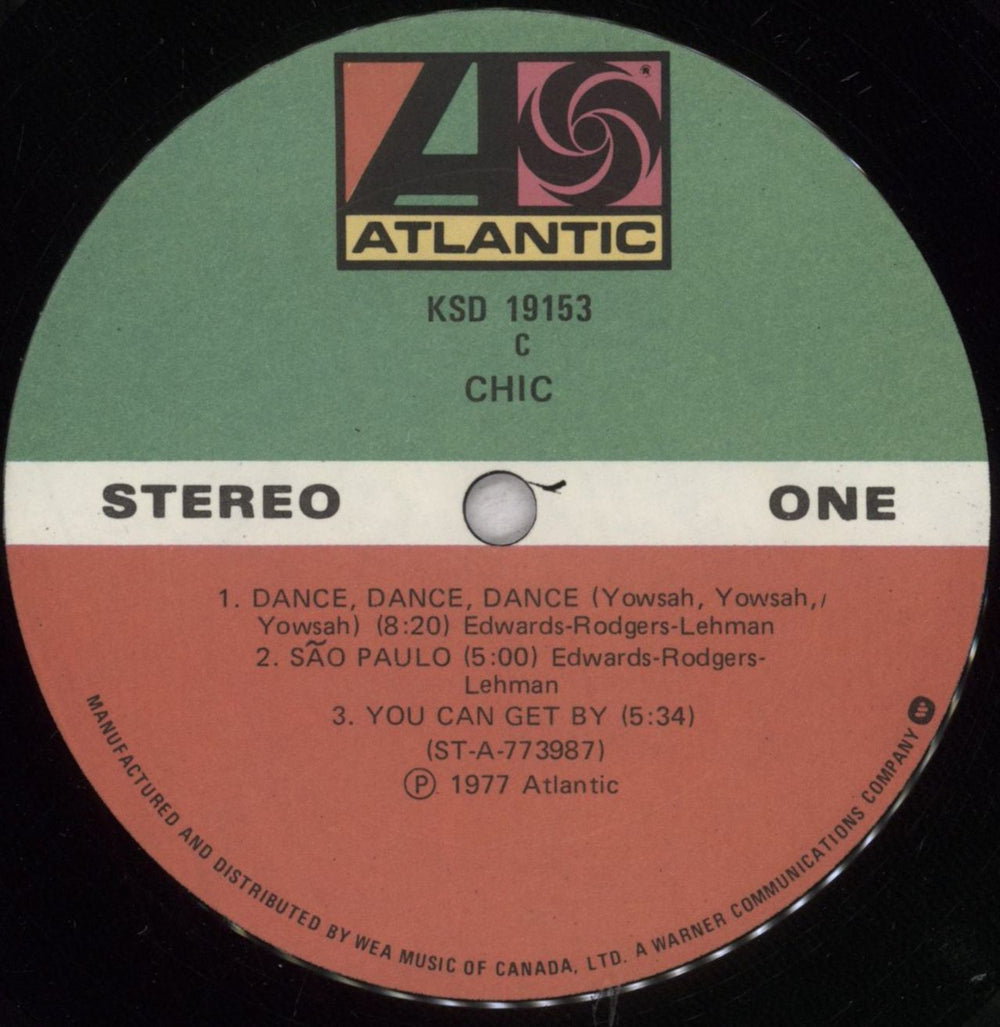 A
®
ATLANTIC
KSD 19153
C
CHIC
STEREO
ONE
1. DANCE, DANCE, DANCE (Yowsah, Yowsah,
Yowsah) (8:20) Edwards-Rodgers-Lehman
2. SÃO PAULO (5:00) Edwards-Rodgers-
Lehman
3. YOU CAN GET BY (5:34)
(ST-A-773987)
Ⓟ 1977 Atlantic
MANUFACTURED AND DISTRIBUTED BY WEA MUSIC OF CANADA, LTD. A WARNER COMMUNICATIONS COMPANY